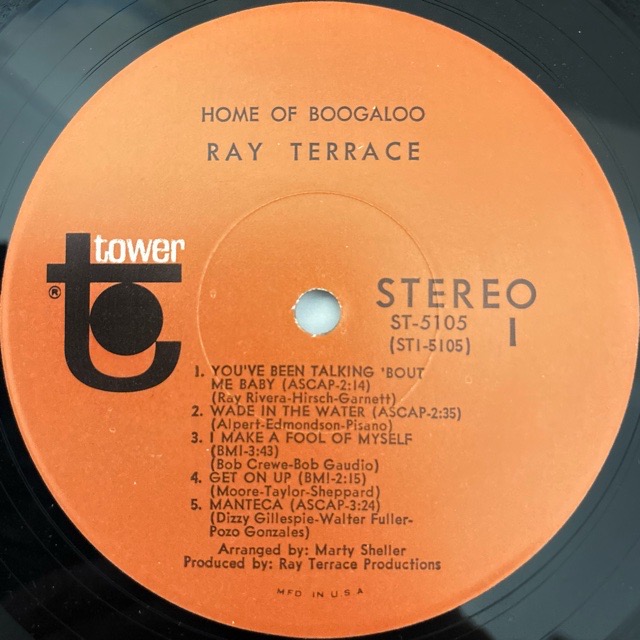 HOME OF BOOGALOO
RAY TERRACE
tower
®
STEREO
ST-5105
(ST1-5105)
1
1. YOU'VE BEEN TALKING 'BOUT
ME BABY (ASCAP-2:14)
(Ray Rivera-Hirsch-Garnett)
2. WADE IN THE WATER (ASCAP-2:35)
(Alpert-Edmondson-Pisano)
3. I MAKE A FOOL OF MYSELF
(BMI-3:43)
(Bob Crewe-Bob Gaudio)
4. GET ON UP (BMI-2:15)
(Moore-Taylor-Sheppard)
5. MANTECA (ASCAP-3:24)
(Dizzy Gillespie-Walter Fuller-
Pozo Gonzales)
Arranged by: Marty Sheller
Produced by: Ray Terrace Productions
MFD IN U.S.A